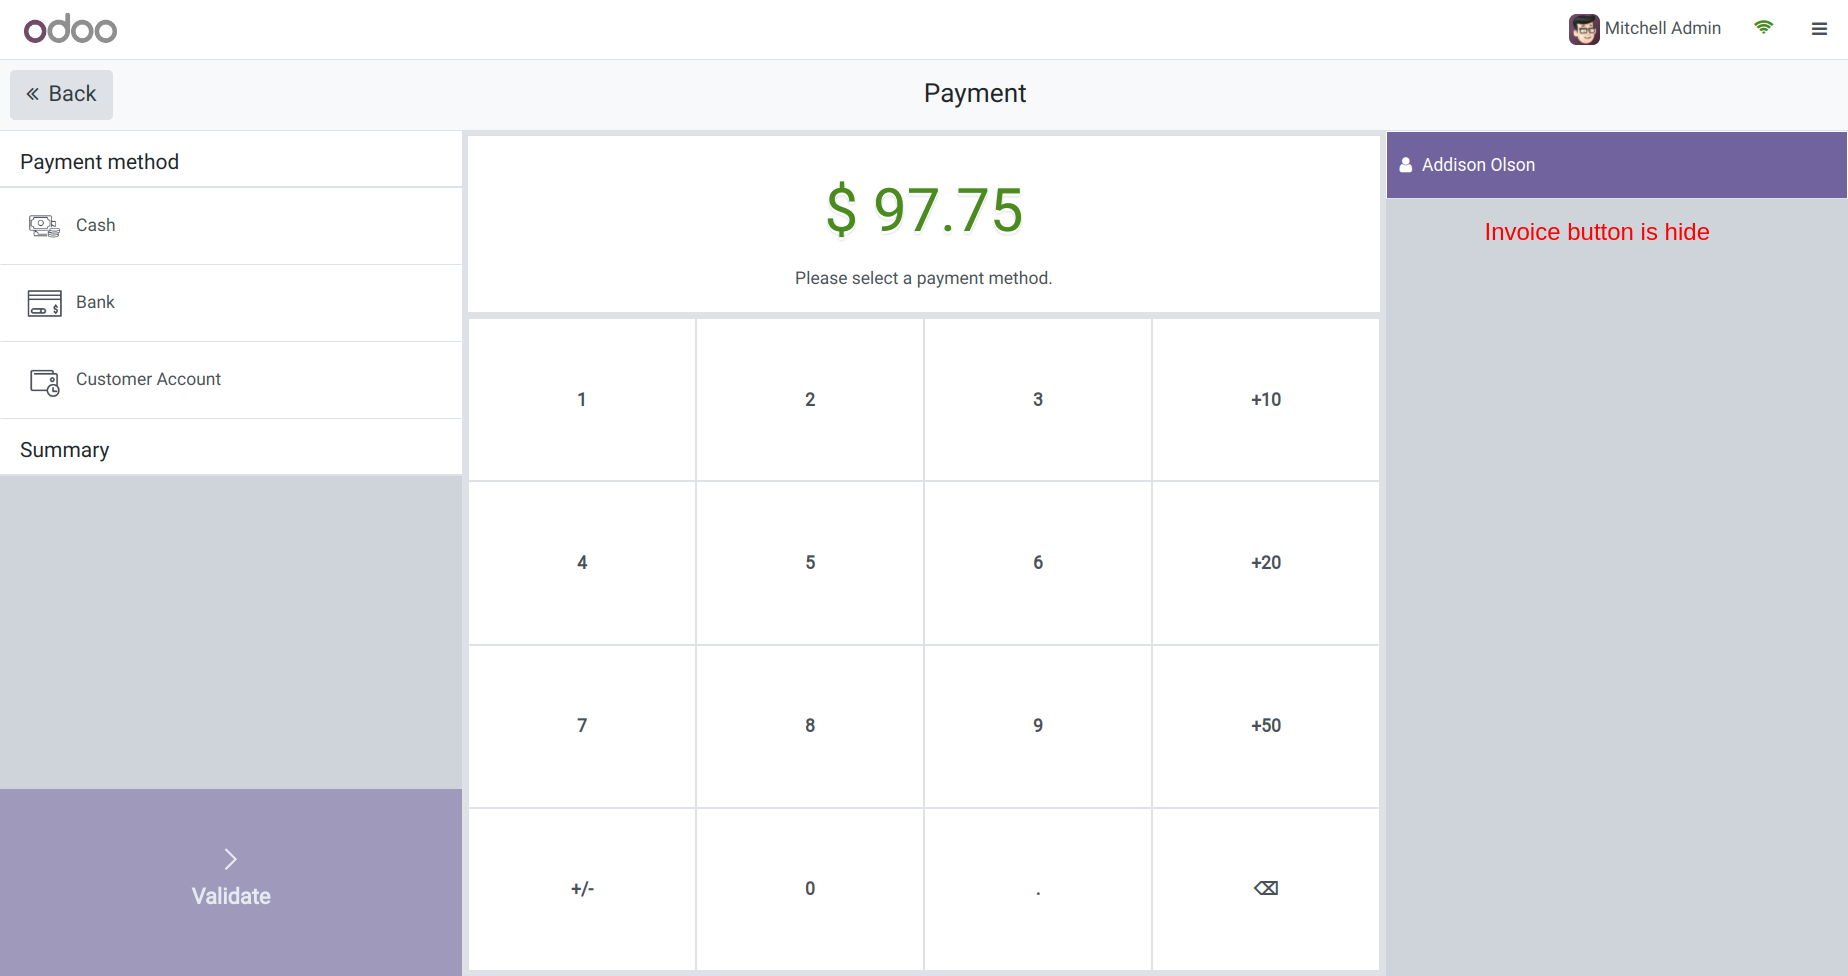 odoo
Mitchell Admin
Back
Payment
Payment method
Cash
Bank
Customer Account
Summary
Validate
$ 97.75
Please select a payment method.
1 2 3 +10
4 5 6 +20
7 8 9 +50
+/- 0 . ⌫
Addison Olson
Invoice button is hide